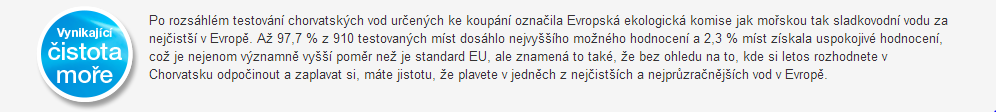 Vynikající
čistota
moře
Po rozsáhlém testování chorvatských vod určených ke koupání označila Evropská ekologická komise jak mořskou tak sladkovodní vodu za
nejčistší v Evropě. Až 97,7 % z 910 testovaných míst dosáhlo nejvyššího možného hodnocení a 2,3 % míst získala uspokojivé hodnocení,
což je nejenom významně vyšší poměr než je standard EU, ale znamená to také, že bez ohledu na to, kde si letos rozhodnete v
Chorvatsku odpočinout a zaplavat si, máte jistotu, že plavete v jedněch z nejčistších a nejprůzračnějších vod v Evropě.